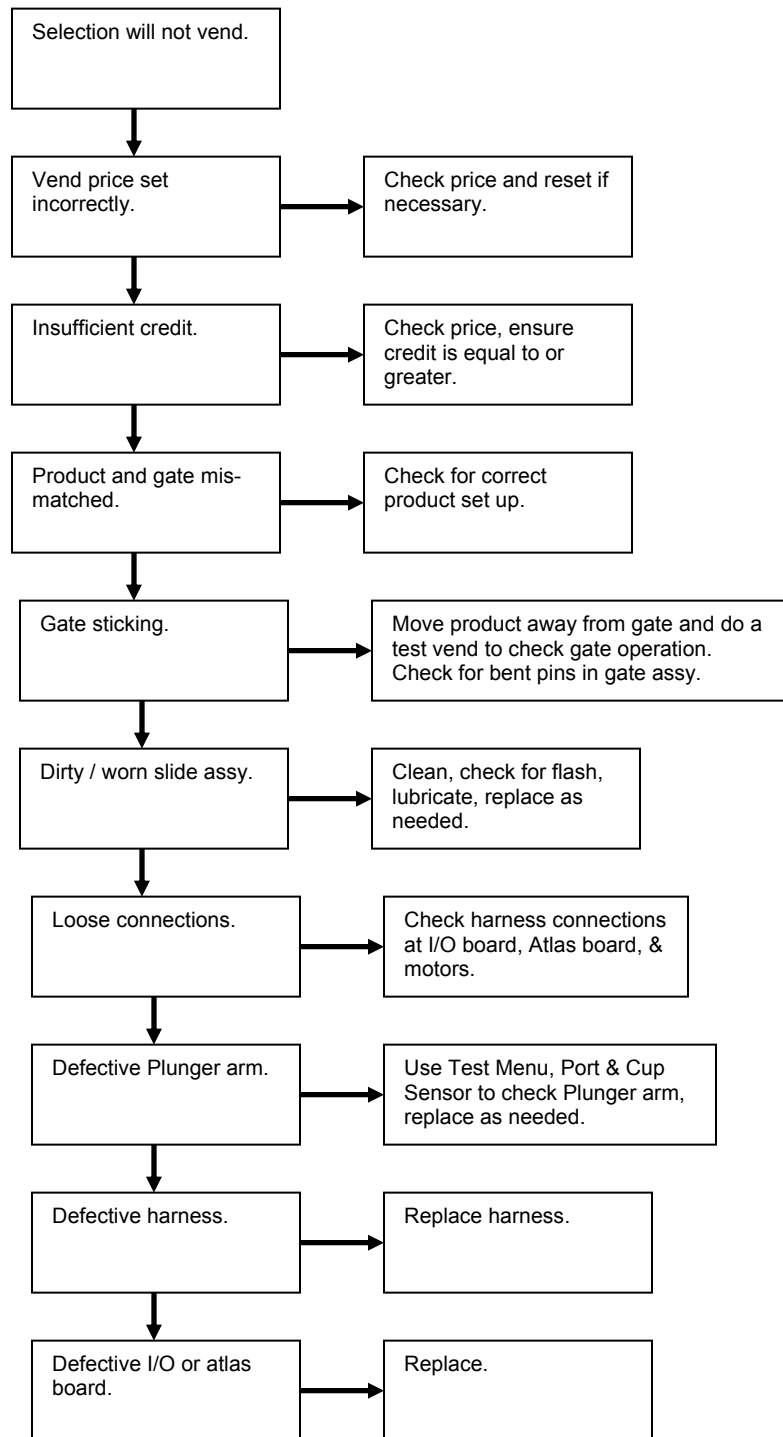 Selection will not vend.
Vend price set
incorrectly.
Check price and reset if
necessary.
Insufficient credit.
Check price, ensure
credit is equal to or
greater.
Product and gate mis-
matched.
Check for correct
product set up.
Gate sticking.
Move product away from gate and do a
test vend to check gate operation.
Check for bent pins in gate assy.
Dirty / worn slide assy.
Clean, check for flash,
lubricate, replace as
needed.
Loose connections.
Check harness connections
at I/O board, Atlas board, &
motors.
Defective Plunger arm.
Use Test Menu, Port & Cup
Sensor to check Plunger arm,
replace as needed.
Defective harness.
Replace harness.
Defective I/O or atlas
board.
Replace.